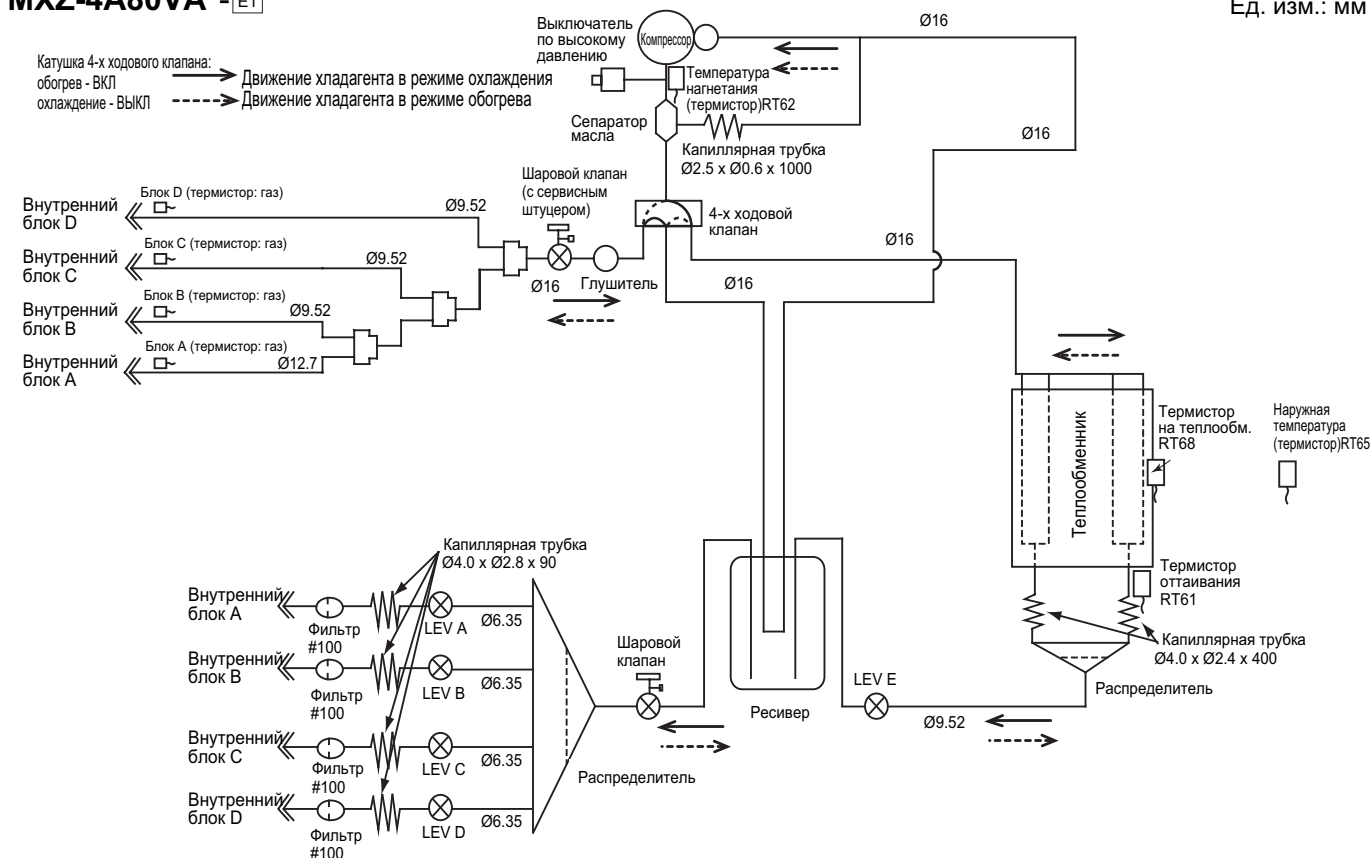 MXZ-4A80VA -E1
Ед. изм.: мм
Катушка 4-х ходового клапана:
обогрев - ВКЛ
охлаждение - ВЫКЛ
Движение хладагента в режиме охлаждения
Движение хладагента в режиме обогрева
Выключатель
по высокому
давлению
Компрессор
Ø16
Температура
нагнетания
(термистор)RT62
Сепаратор
масла
Капиллярная трубка
Ø2.5 x Ø0.6 x 1000
Ø16
Шаровой клапан
(с сервисным
штуцером)
4-х ходовой
клапан
Ø16
Ø16
Ø16
Глушитель
Внутренний
блок D
Блок D (термистор: газ)
Ø9.52
Внутренний
блок C
Блок C (термистор: газ)
Ø9.52
Внутренний
блок B
Блок B (термистор: газ)
Ø9.52
Внутренний
блок A
Блок A (термистор: газ)
Ø12.7
Теплообменник
Термистор
на теплообм.
RT68
Наружная
температура
(термистор)RT65
Термистор
оттаивания
RT61
Капиллярная трубка
Ø4.0 x Ø2.4 x 400
Распределитель
Капиллярная трубка
Ø4.0 x Ø2.8 x 90
Внутренний
блок A
Фильтр
#100
LEV A
Ø6.35
Внутренний
блок B
Фильтр
#100
LEV B
Ø6.35
Внутренний
блок C
Фильтр
#100
LEV C
Ø6.35
Внутренний
блок D
Фильтр
#100
LEV D
Ø6.35
Распределитель
Шаровой
клапан
Ресивер
LEV E
Ø9.52